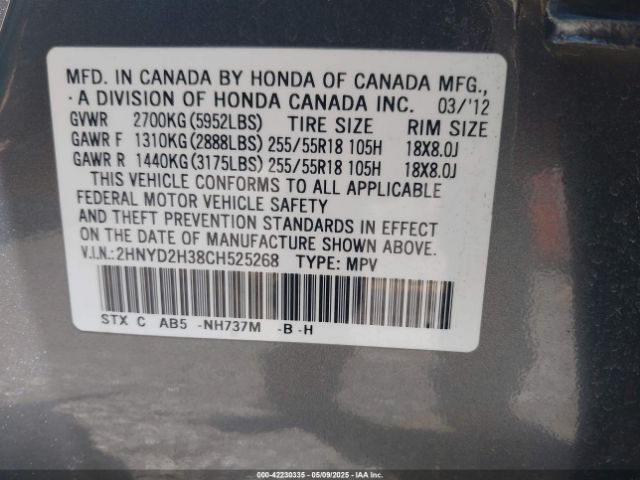 MFD. IN CANADA BY HONDA OF CANADA MFG.,
A DIVISION OF HONDA CANADA INC. 03/'12
GVWR 2700KG (5952LBS) TIRE SIZE RIM SIZE
GAWR F 1310KG (2888LBS) 255/55R18 105H 18X8.0J
GAWR R 1440KG (3175LBS) 255/55R18 105H 18X8.0J
THIS VEHICLE CONFORMS TO ALL APPLICABLE
FEDERAL MOTOR VEHICLE SAFETY
AND THEFT PREVENTION STANDARDS IN EFFECT
ON THE DATE OF MANUFACTURE SHOWN ABOVE.
V.I.N.: 2HNYD2H38CH525268 TYPE: MPV
STX C AB5 -NH737M -B -H
000-42230335 - 05/09/2025 - IAA Holdings, LLC.